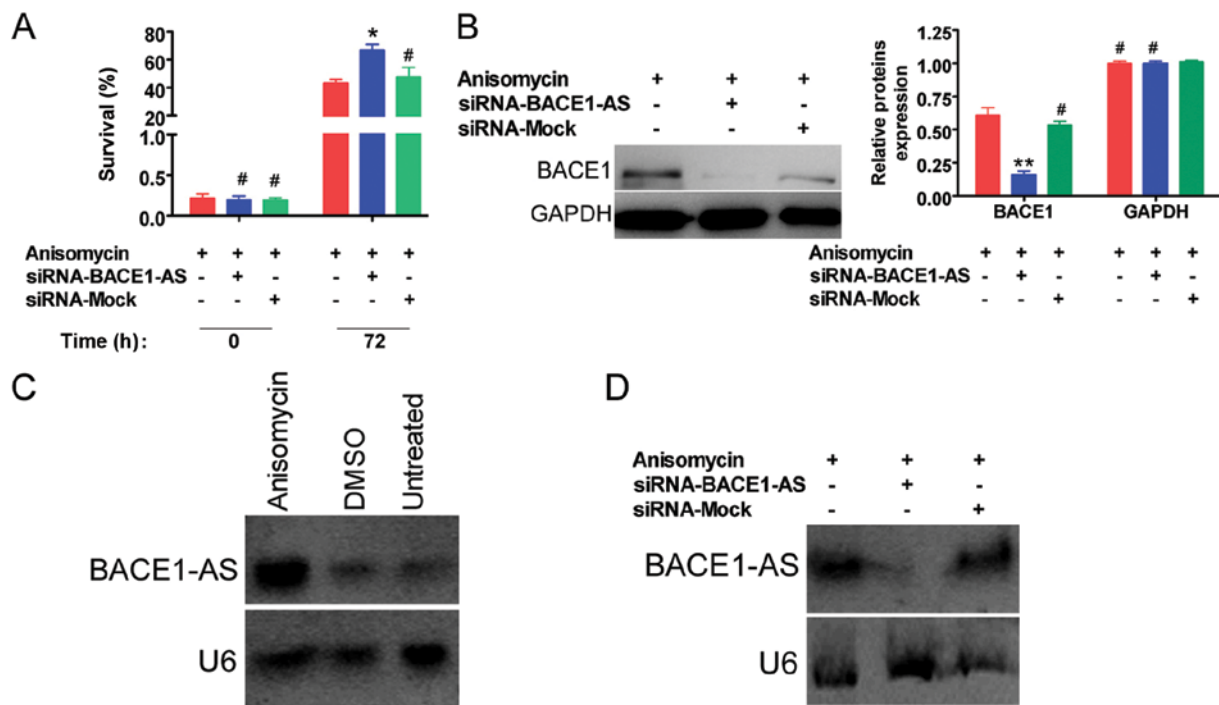 A
Survival (%)
80
60
40
20
1.0
0.5
0.0
*
#
# #
Anisomycin + + + + + +
siRNA-BACE1-AS - + - - + -
siRNA-Mock - - + - - +
Time (h): 0 72
B
Anisomycin + + +
siRNA-BACE1-AS - + -
siRNA-Mock - - +
BACE1
GAPDH
Relative proteins
expression
1.25
1.00
0.75
0.50
0.25
0.00
# #
#
**
BACE1 GAPDH
Anisomycin + + + + + +
siRNA-BACE1-AS - + - - + -
siRNA-Mock - - + - - +
C
Anisomycin
DMSO
Untreated
BACE1-AS
U6
D
Anisomycin + + +
siRNA-BACE1-AS - + -
siRNA-Mock - - +
BACE1-AS
U6